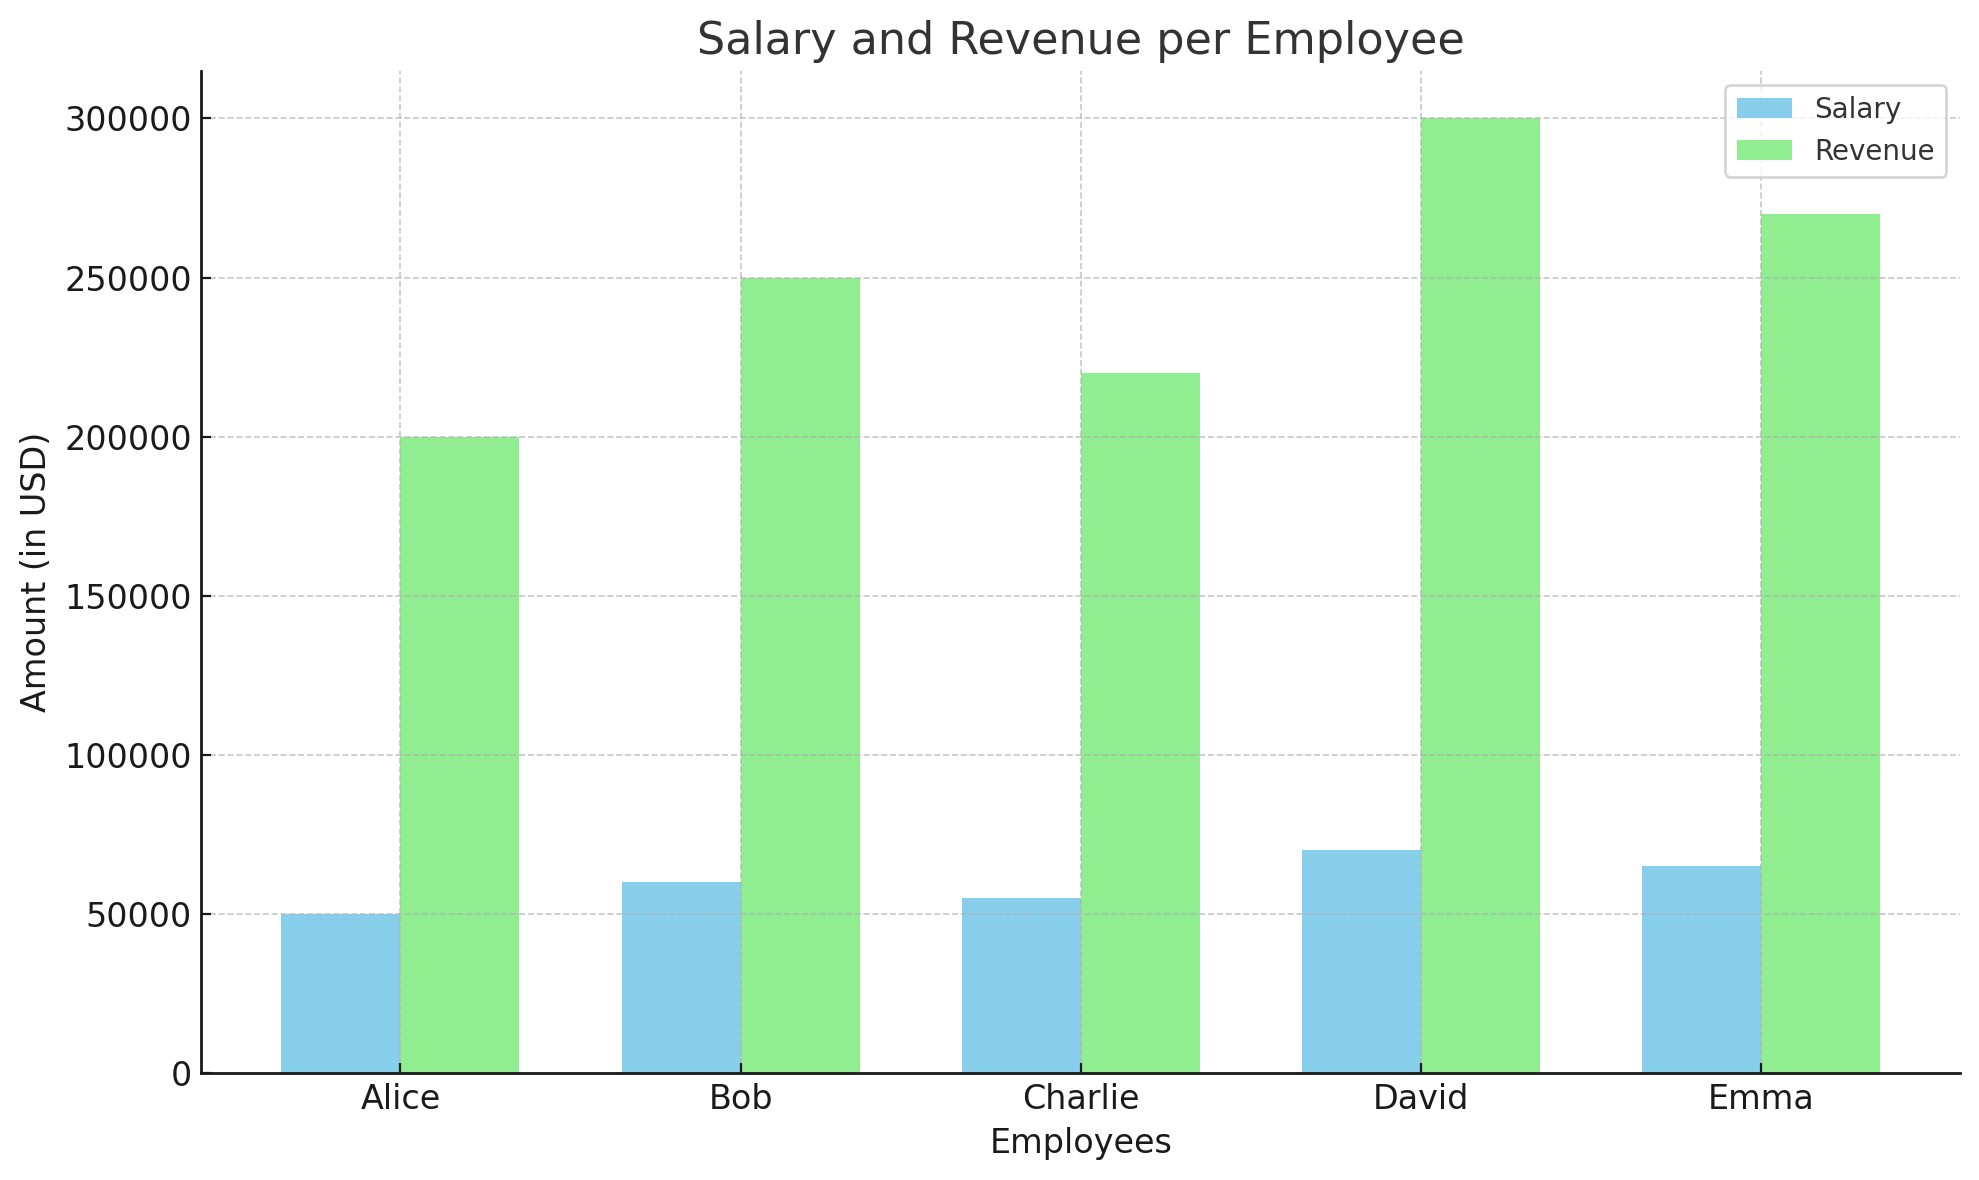 Salary and Revenue per Employee
Salary
Revenue
300000
250000
200000
150000
100000
50000
0
Amount (in USD)
Alice Bob Charlie David Emma
Employees